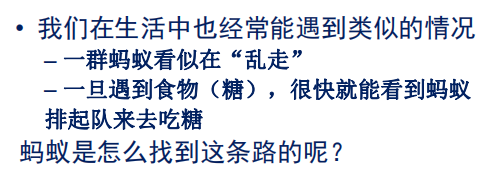 • 我们在生活中也经常能遇到类似的情况
– 一群蚂蚁看似在“乱走”
– 一旦遇到食物（糖），很快就能看到蚂蚁
排起队来去吃糖
蚂蚁是怎么找到这条路的呢？